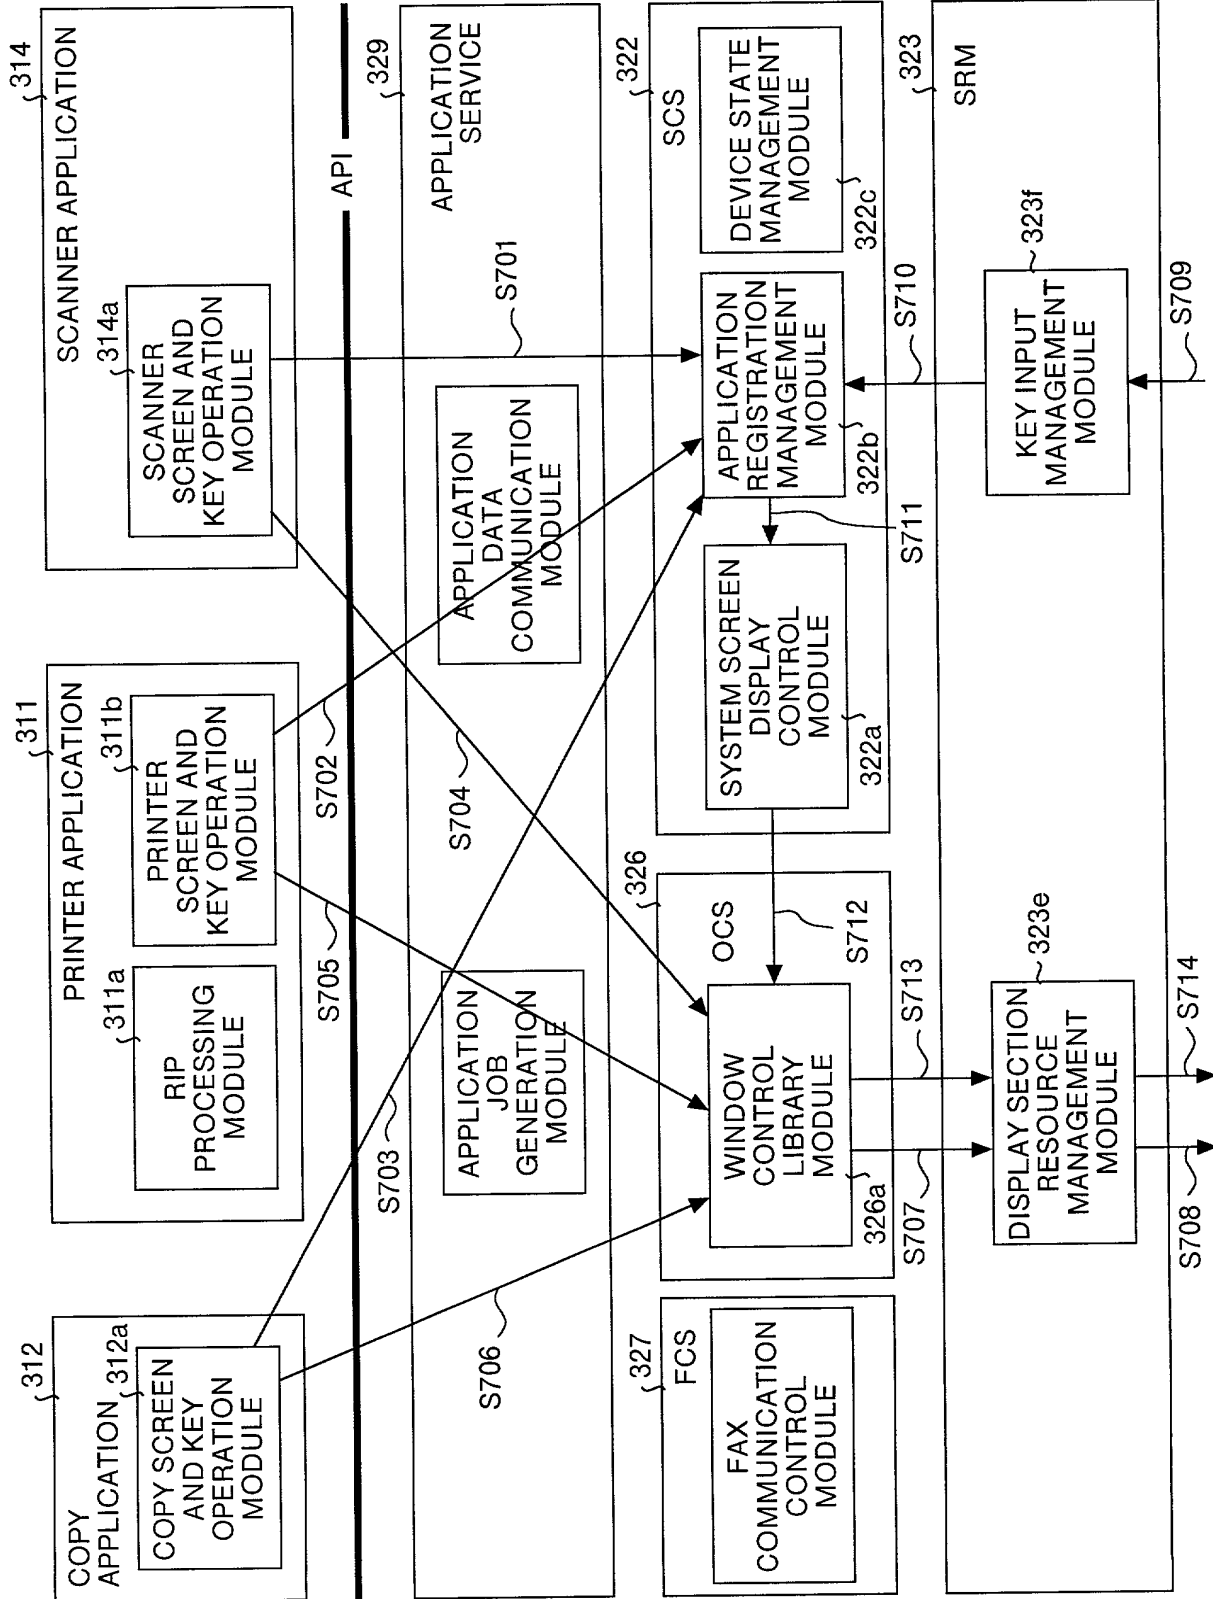 COPY
APPLICATION
312
312a
COPY SCREEN
AND KEY
OPERATION
MODULE
PRINTER APPLICATION
311
311a
RIP
PROCESSING
MODULE
311b
PRINTER
SCREEN AND
KEY OPERATION
MODULE
SCANNER APPLICATION
314
314a
SCANNER
SCREEN AND
KEY OPERATION
MODULE
S705
S702
API
S703
S704
S701
329
APPLICATION
SERVICE
APPLICATION
JOB
GENERATION
MODULE
APPLICATION
DATA
COMMUNICATION
MODULE
S706
327
FCS
FAX
COMMUNICATION
CONTROL
MODULE
326
OCS
WINDOW
CONTROL
LIBRARY
MODULE
326a
S712
322
SCS
SYSTEM SCREEN
DISPLAY
CONTROL
MODULE
322a
APPLICATION
REGISTRATION
MANAGEMENT
MODULE
322b
DEVICE STATE
MANAGEMENT
MODULE
322c
S707
S713
S711
S710
323
SRM
323e
DISPLAY SECTION
RESOURCE
MANAGEMENT
MODULE
323f
KEY INPUT
MANAGEMENT
MODULE
S708
S714
S709